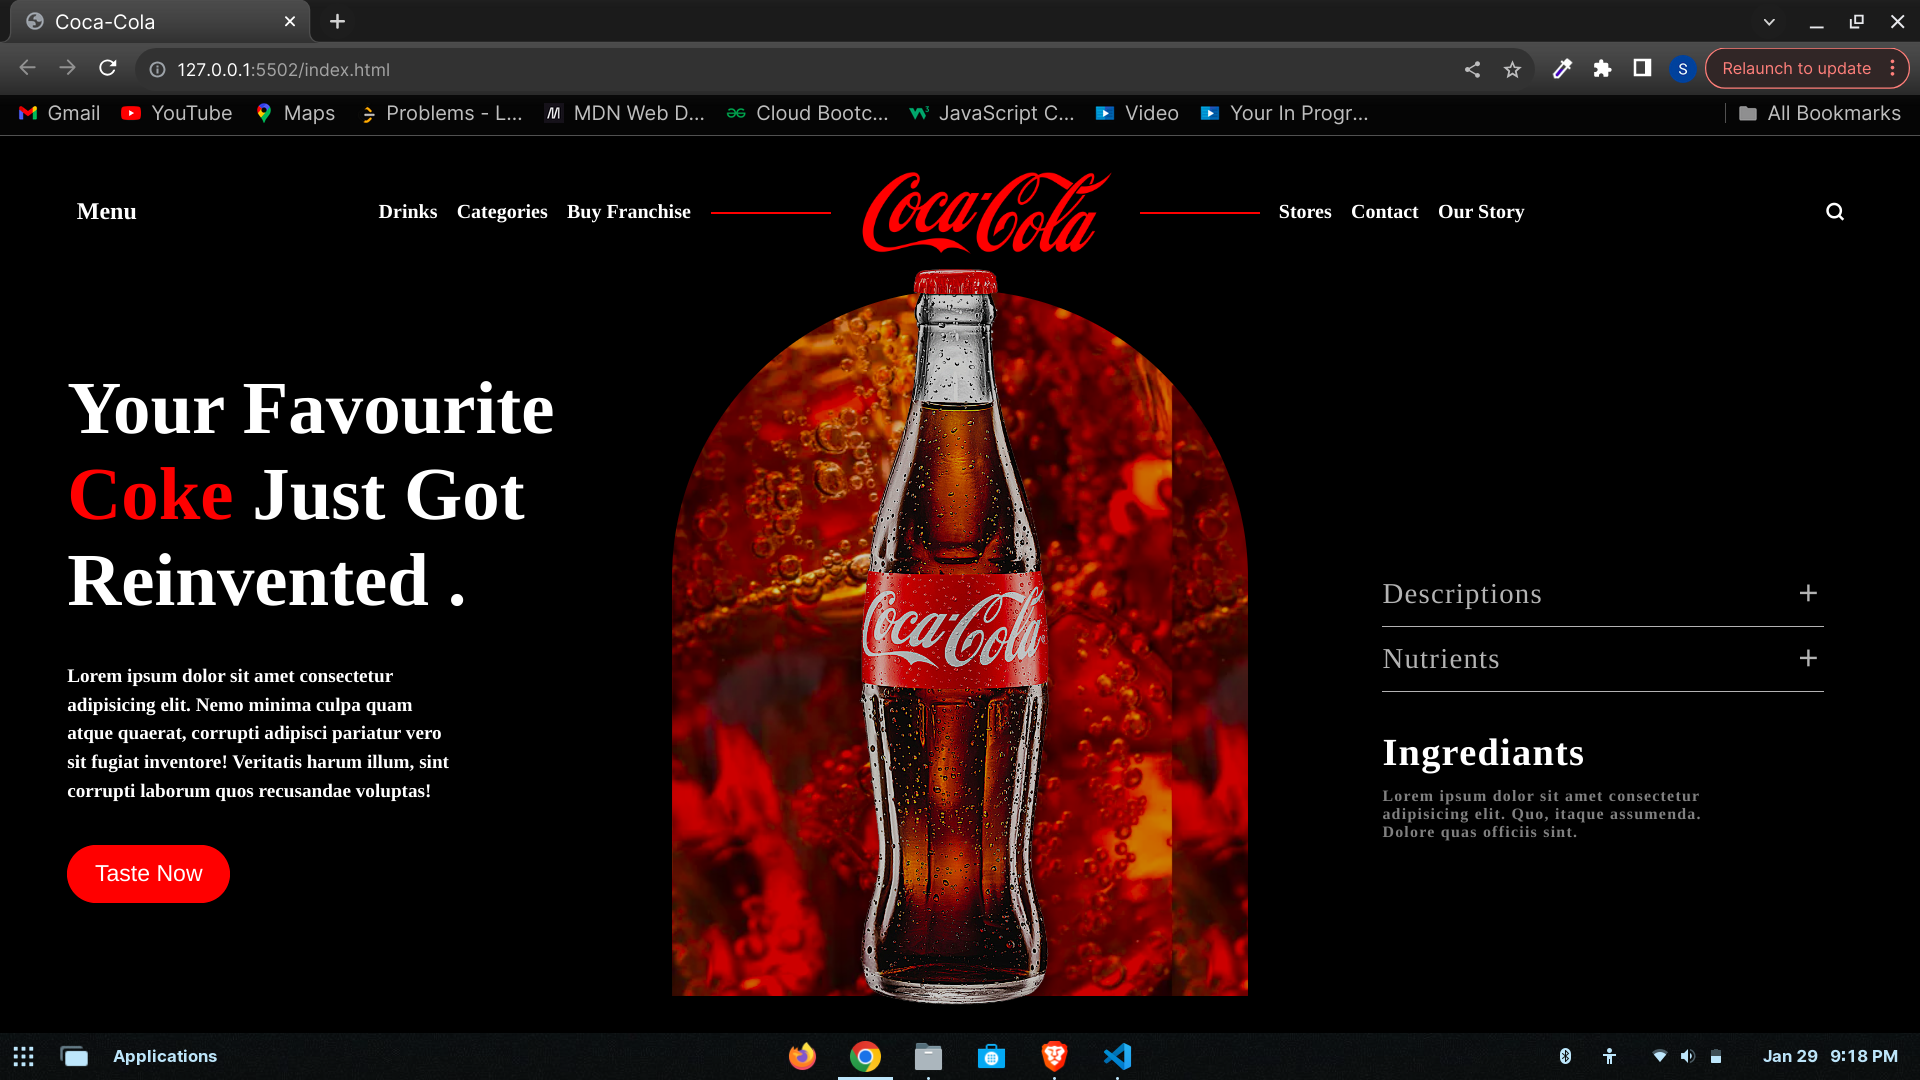 Coca-Cola
127.0.0.1:5502/index.html
S
Relaunch to update
Gmail
YouTube
Maps
Problems - L...
MDN Web D...
Cloud Bootc...
JavaScript C...
Video
Your In Progr...
All Bookmarks
Menu
Drinks
Categories
Buy Franchise
Coca-Cola
Stores
Contact
Our Story
Your Favourite
Coke Just Got
Reinvented .
Lorem ipsum dolor sit amet consectetur
adipisicing elit. Nemo minima culpa quam
atque quaerat, corrupti adipisci pariatur vero
sit fugiat inventore! Veritatis harum illum, sint
corrupti laborum quos recusandae voluptas!
Taste Now
Coca-Cola
Descriptions
Nutrients
Ingrediants
Lorem ipsum dolor sit amet consectetur
adipisicing elit. Quo, itaque assumenda.
Dolore quas officiis sint.
Applications
Jan 29 9:18 PM